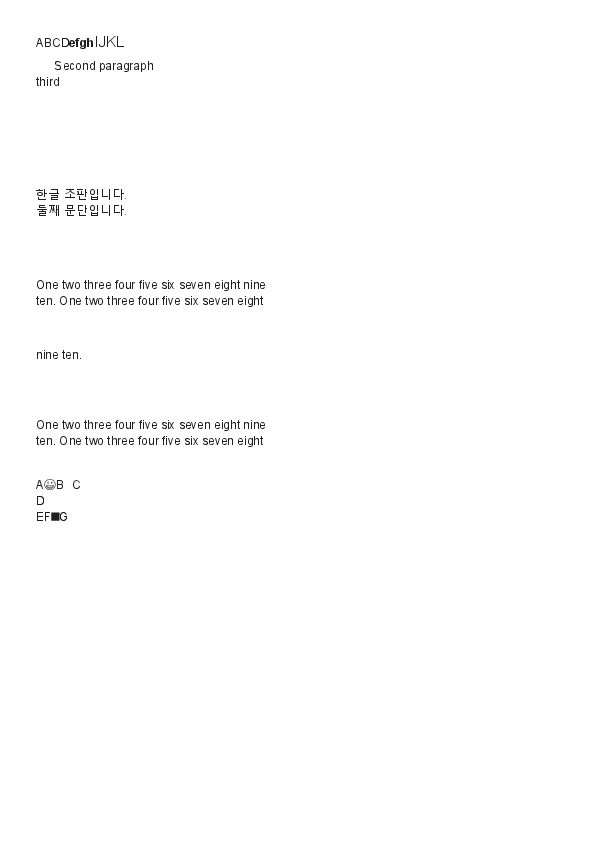 ABCDefghIJKL
Second paragraph
third
한글 조판입니다.
둘째 문단입니다.
One two three four five six seven eight nine
ten. One two three four five six seven eight
nine ten.
One two three four five six seven eight nine
ten. One two three four five six seven eight
A😀B C
D
EF■G